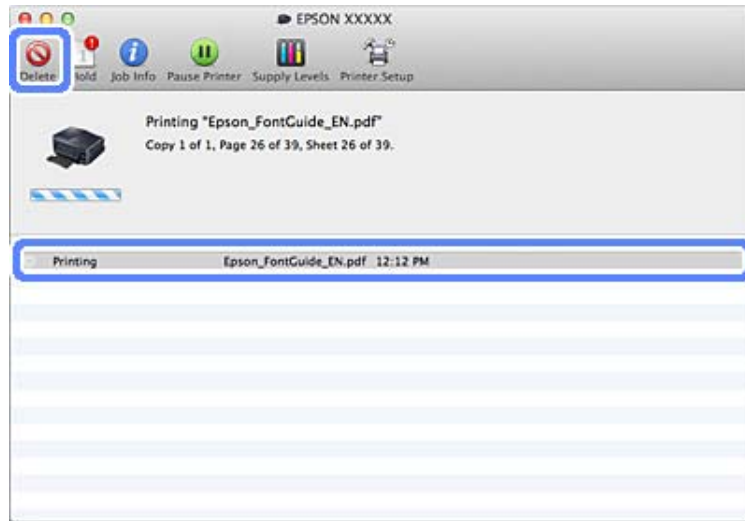 EPSON XXXXX
Delete Hold Job Info Pause Printer Supply Levels Printer Setup
Printing "Epson_FontGuide_EN.pdf"
Copy 1 of 1, Page 26 of 39, Sheet 26 of 39.
Printing Epson_FontGuide_EN.pdf 12:12 PM